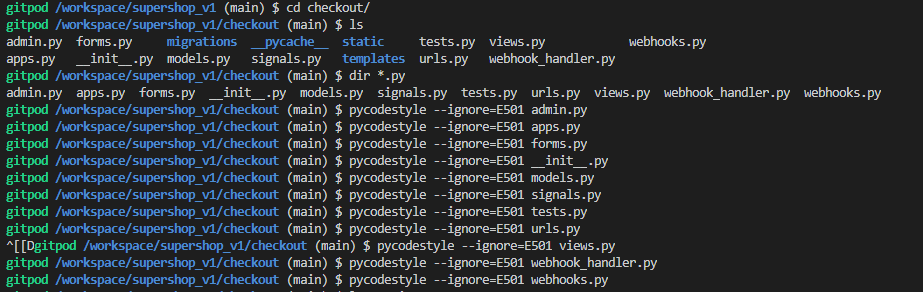 gitpod /workspace/supershop_v1 (main) $ cd checkout/
gitpod /workspace/supershop_v1/checkout (main) $ ls
admin.py  forms.py     migrations  __pycache__  static     tests.py  views.py            webhooks.py
apps.py   __init__.py  models.py   signals.py   templates  urls.py   webhook_handler.py
gitpod /workspace/supershop_v1/checkout (main) $ dir *.py
admin.py  apps.py  forms.py  __init__.py  models.py  signals.py  tests.py  urls.py  views.py  webhook_handler.py  webhooks.py
gitpod /workspace/supershop_v1/checkout (main) $ pycodestyle --ignore=E501 admin.py
gitpod /workspace/supershop_v1/checkout (main) $ pycodestyle --ignore=E501 apps.py
gitpod /workspace/supershop_v1/checkout (main) $ pycodestyle --ignore=E501 forms.py
gitpod /workspace/supershop_v1/checkout (main) $ pycodestyle --ignore=E501 __init__.py
gitpod /workspace/supershop_v1/checkout (main) $ pycodestyle --ignore=E501 models.py
gitpod /workspace/supershop_v1/checkout (main) $ pycodestyle --ignore=E501 signals.py
gitpod /workspace/supershop_v1/checkout (main) $ pycodestyle --ignore=E501 tests.py
gitpod /workspace/supershop_v1/checkout (main) $ pycodestyle --ignore=E501 urls.py
^[[Dgitpod /workspace/supershop_v1/checkout (main) $ pycodestyle --ignore=E501 views.py
gitpod /workspace/supershop_v1/checkout (main) $ pycodestyle --ignore=E501 webhook_handler.py
gitpod /workspace/supershop_v1/checkout (main) $ pycodestyle --ignore=E501 webhooks.py